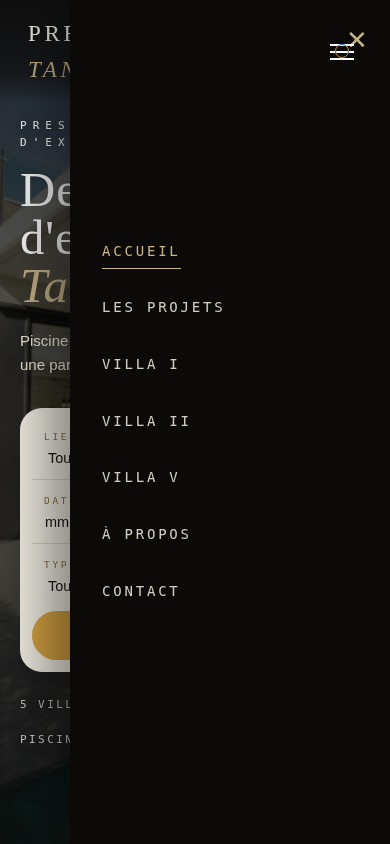 PRE
TAN
PRES
D'EX
De
d'e
Ta
Piscine
une par
LIE
Tou
DAT
mm
TYP
Tou
5 VILL
PISCIN
×
ACCUEIL
LES PROJETS
VILLA I
VILLA II
VILLA V
À PROPOS
CONTACT